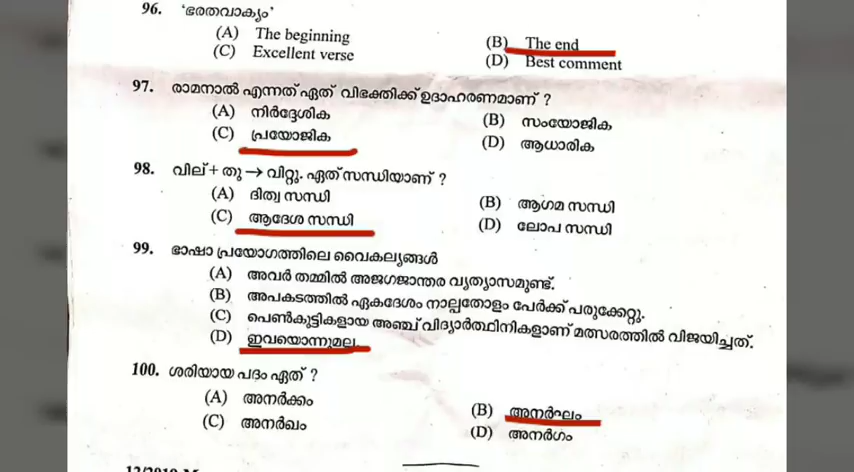 96. 'ഭരതവാക്യം'
(A) The beginning (B) The end
(C) Excellent verse (D) Best comment
97. രാമനാൽ എന്നത് ഏത് വിഭക്തിക്ക് ഉദാഹരണമാണ് ?
(A) നിർദ്ദേശിക (B) സംയോജിക
(C) പ്രയോജിക (D) ആധാരിക
98. വില് + തു → വിറ്റു. ഏത് സന്ധിയാണ് ?
(A) ദിത്വ സന്ധി (B) ആഗമ സന്ധി
(C) ആദേശ സന്ധി (D) ലോപ സന്ധി
99. ഭാഷാ പ്രയോഗത്തിലെ വൈകല്യങ്ങൾ
(A) അവർ തമ്മിൽ അജഗജാന്തര വ്യത്യാസമുണ്ട്.
(B) അപകടത്തിൽ ഏകദേശം നാല്പതോളം പേർക്ക് പരുക്കേറ്റു.
(C) പെൺകുട്ടികളായ അഞ്ച് വിദ്യാർത്ഥിനികളാണ് മത്സരത്തിൽ വിജയിച്ചത്.
(D) ഇവയൊന്നുമല്ല.
100. ശരിയായ പദം ഏത് ?
(A) അനർക്കം (B) അനർഘളം
(C) അനർഖം (D) അനർഗം